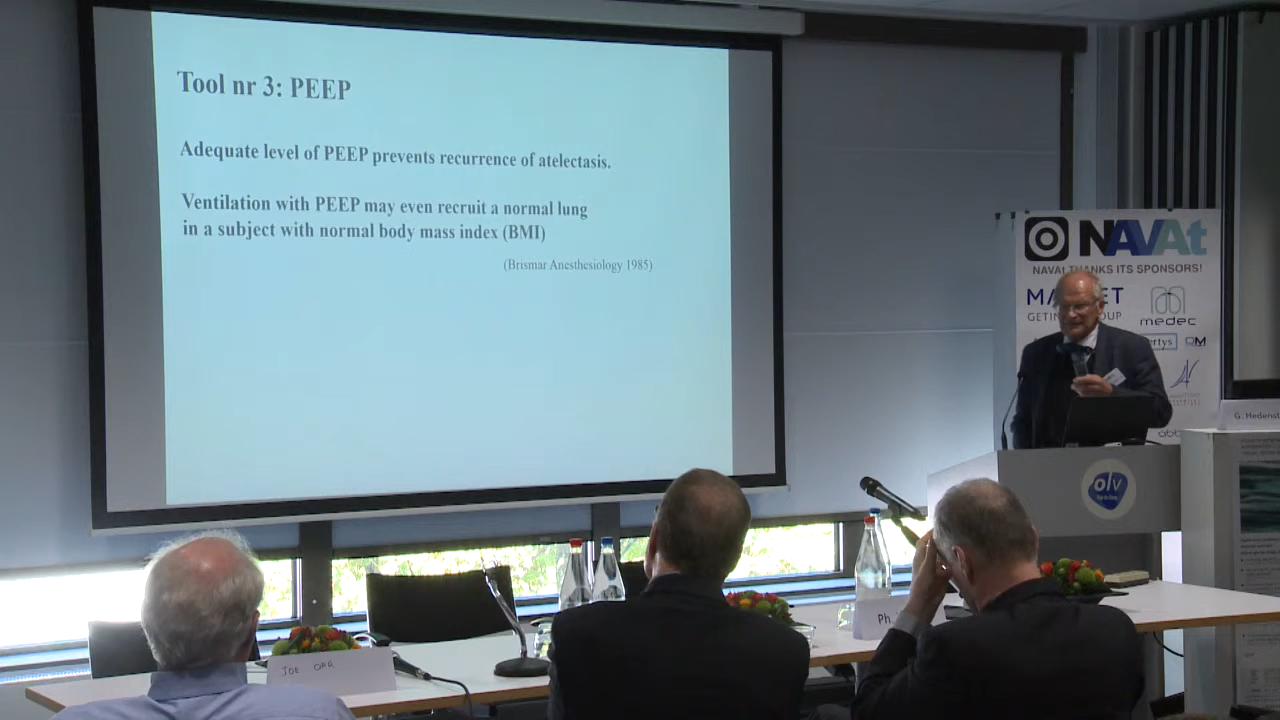 Tool nr 3: PEEP
Adequate level of PEEP prevents recurrence of atelectasis.
Ventilation with PEEP may even recruit a normal lung
in a subject with normal body mass index (BMI)
(Brismar Anesthesiology 1985)
NAVAt
NAVAt THANKS ITS SPONSORS!
medec
olv
G. Hedenst
JOE
Ph